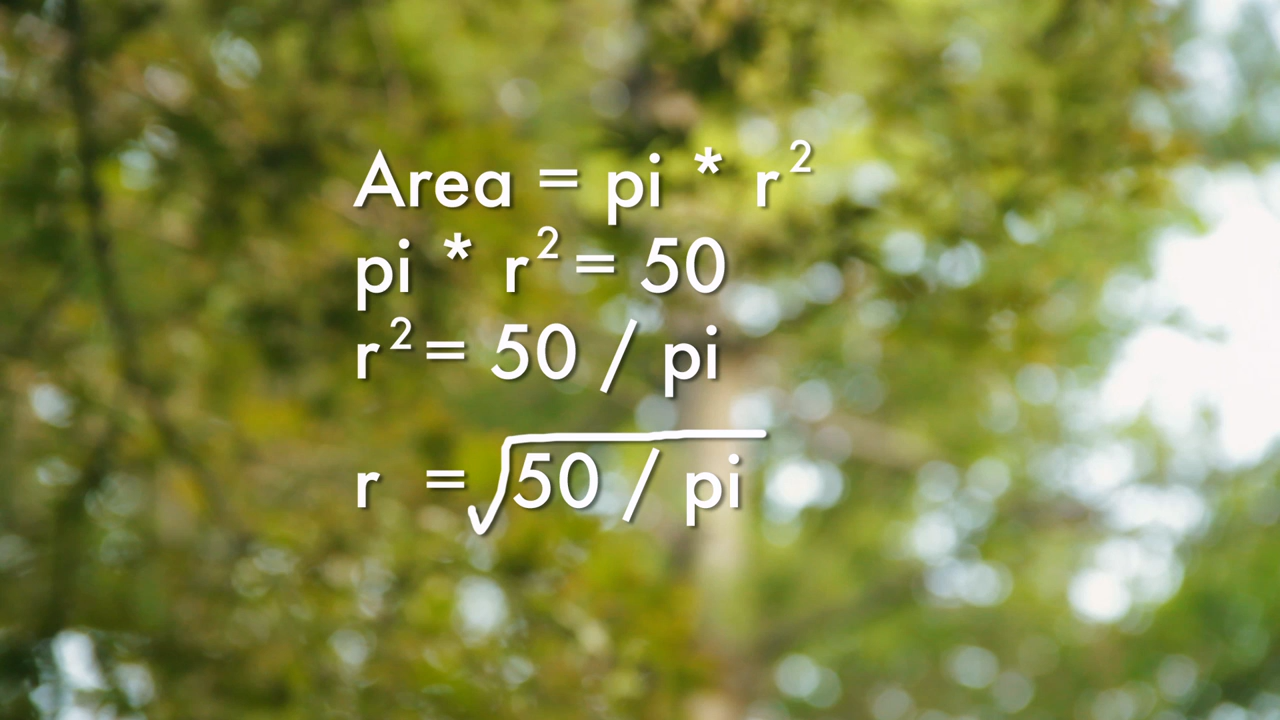 Area = pi * r²
pi * r² = 50
r² = 50 / pi
r = √50 / pi